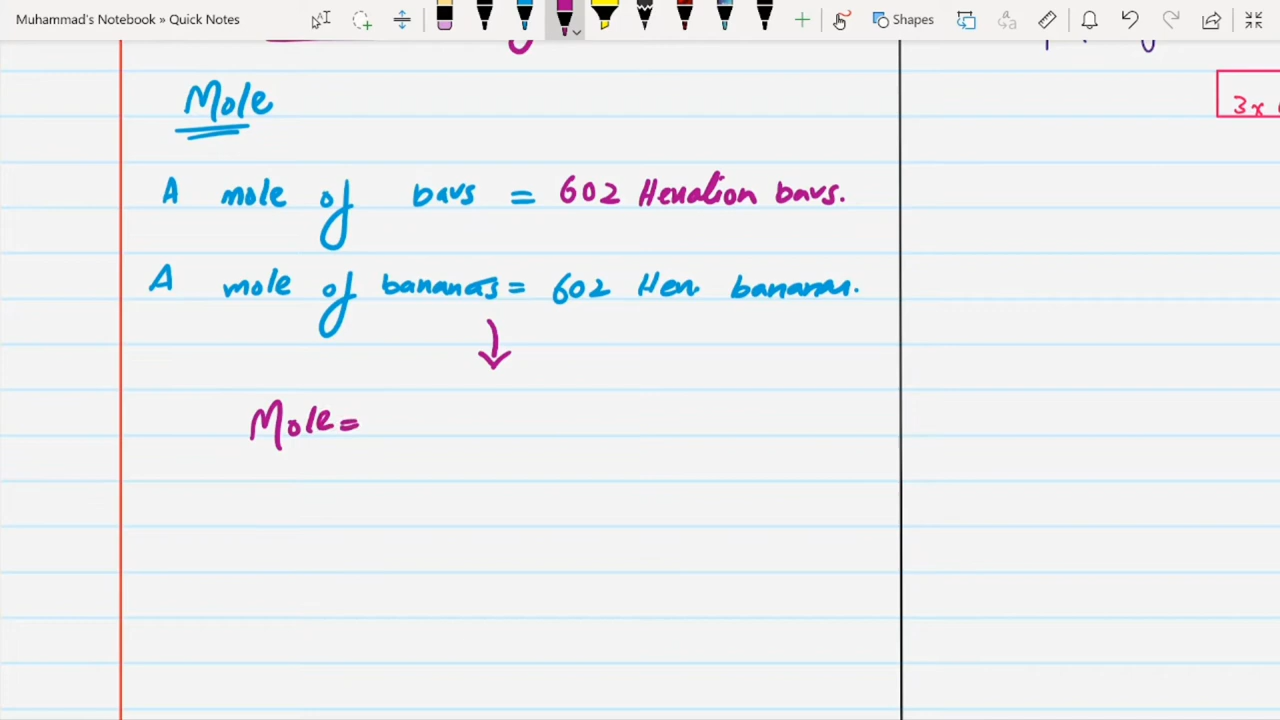 Muhammad's Notebook » Quick Notes
Shapes
Mole
3x
A mole of bars = 602 Hexalion bars.
A mole of bananas = 602 Hex bananas.
Mole =